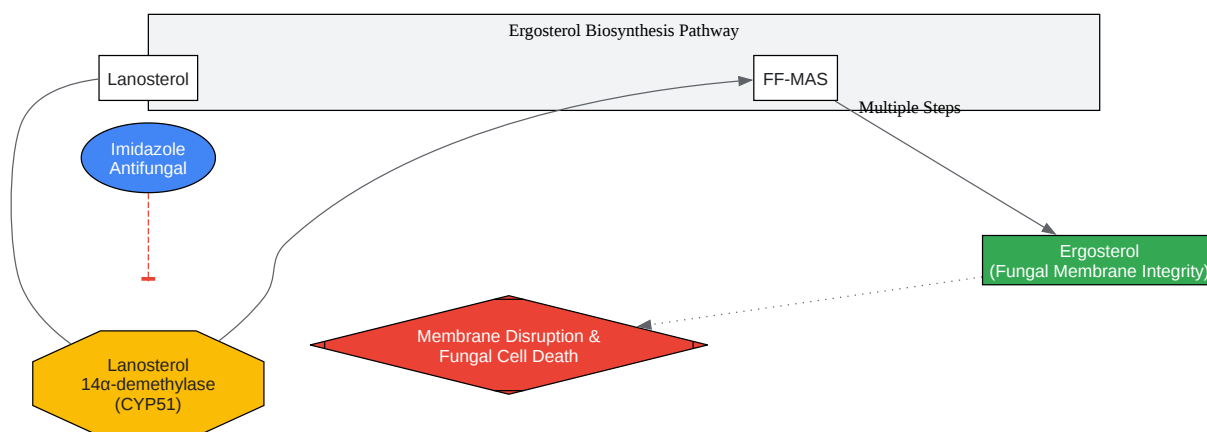 Ergosterol Biosynthesis Pathway
Lanosterol
FF-MAS
Multiple Steps
Imidazole
Antifungal
Ergosterol
(Fungal Membrane Integrity)
Membrane Disruption &
Fungal Cell Death
Lanosterol
14α-demethylase
(CYP51)